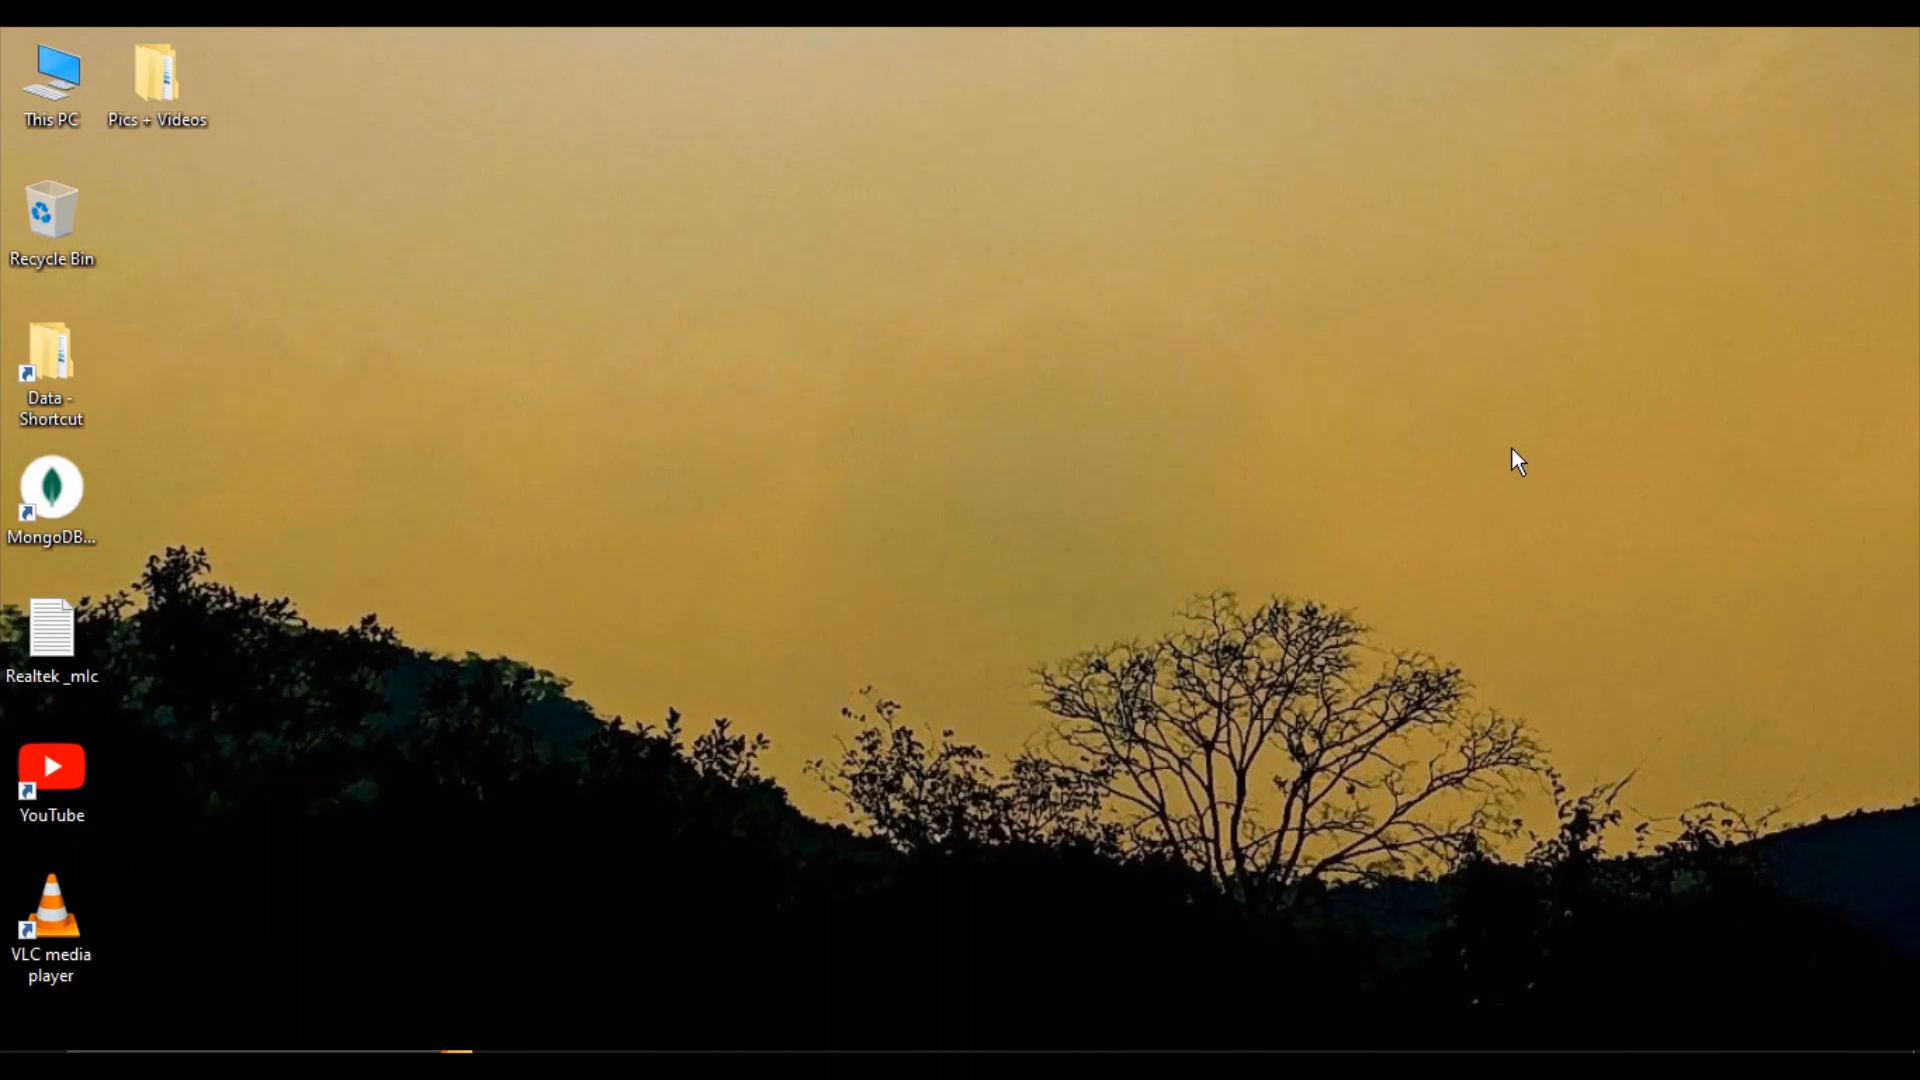 This PC
Pics + Videos
Recycle Bin
Data -
Shortcut
MongoDB...
Realtek _mlc
YouTube
VLC media
player